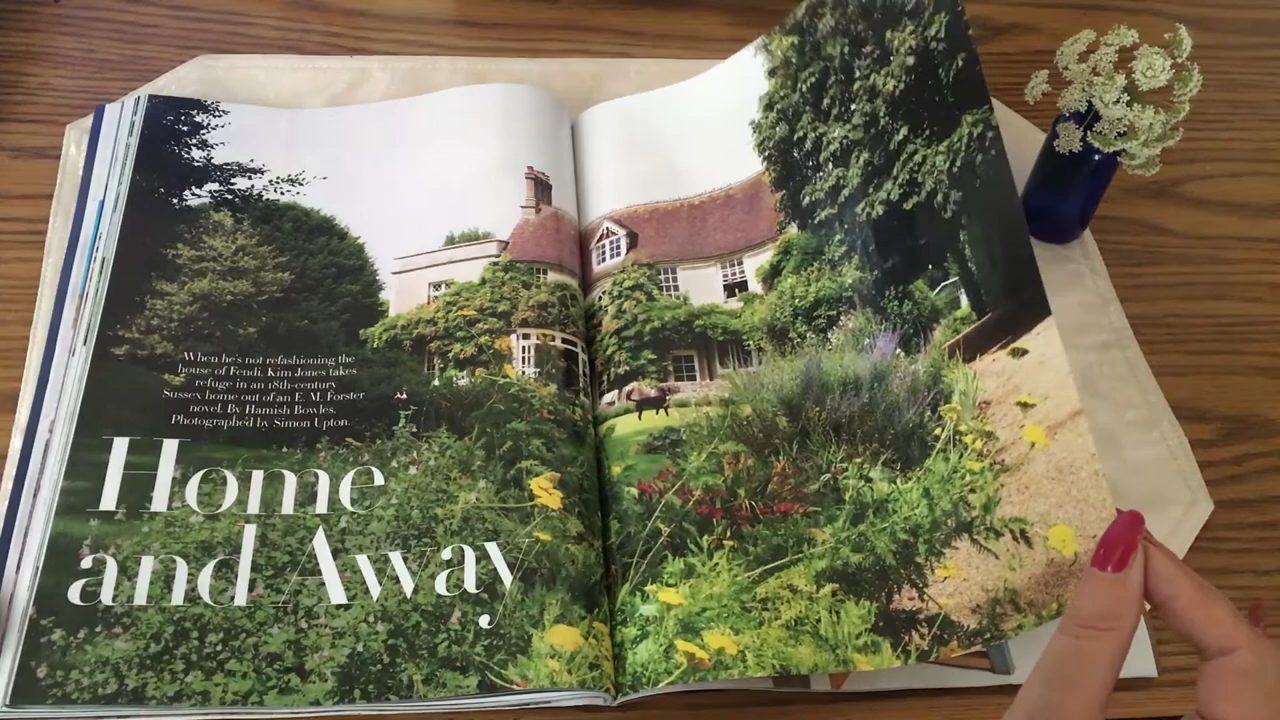 When he's not refashioning the
house of Fendi, Kim Jones takes
refuge in an 18th-century
Sussex home out of an E. M. Forster
novel. By Hamish Bowles.
Photographed by Simon Upton.
Home
and Away